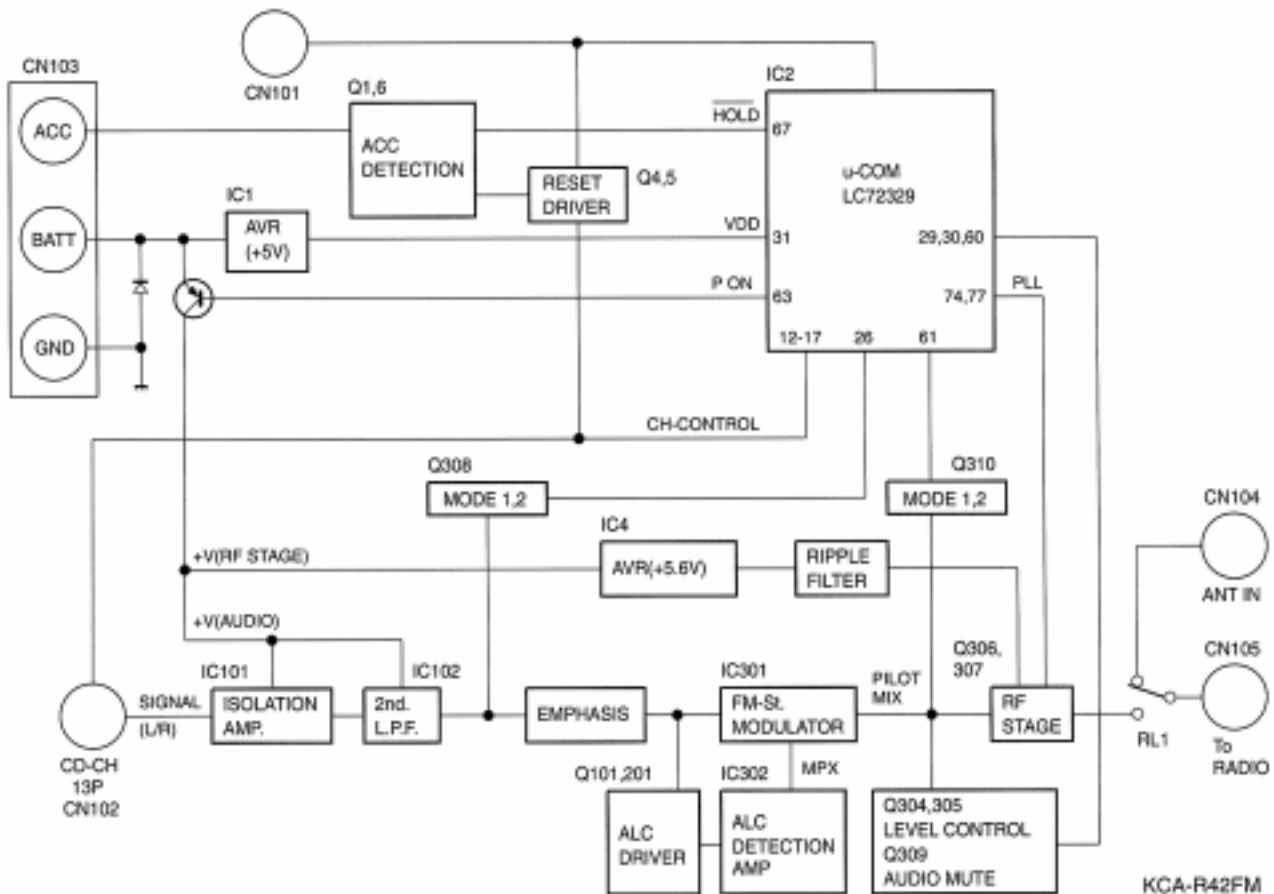 CN103
ACC
BATT
GND
CN101
Q1,6
ACC
DETECTION
IC1
AVR
(+5V)
RESET
DRIVER
Q4,5
IC2
HOLD
67
u-COM
LC72329
VDD
31
29,30,60
P ON
63
74,77
PLL
12-17
26
61
CH-CONTROL
Q308
MODE 1,2
Q310
MODE 1,2
+V(RF STAGE)
IC4
AVR(+5.6V)
RIPPLE
FILTER
CN104
ANT IN
+V(AUDIO)
IC101
ISOLATION
AMP.
IC102
2nd.
L.P.F.
SIGNAL
(L/R)
CD-CH
13P
CN102
EMPHASIS
IC301
FM-St.
MODULATOR
PILOT
MIX
Q306,
307
RF
STAGE
RL1
CN105
To
RADIO
Q101,201
ALC
DRIVER
IC302
MPX
ALC
DETECTION
AMP
Q304,305
LEVEL CONTROL
Q309
AUDIO MUTE
KCA-R42FM